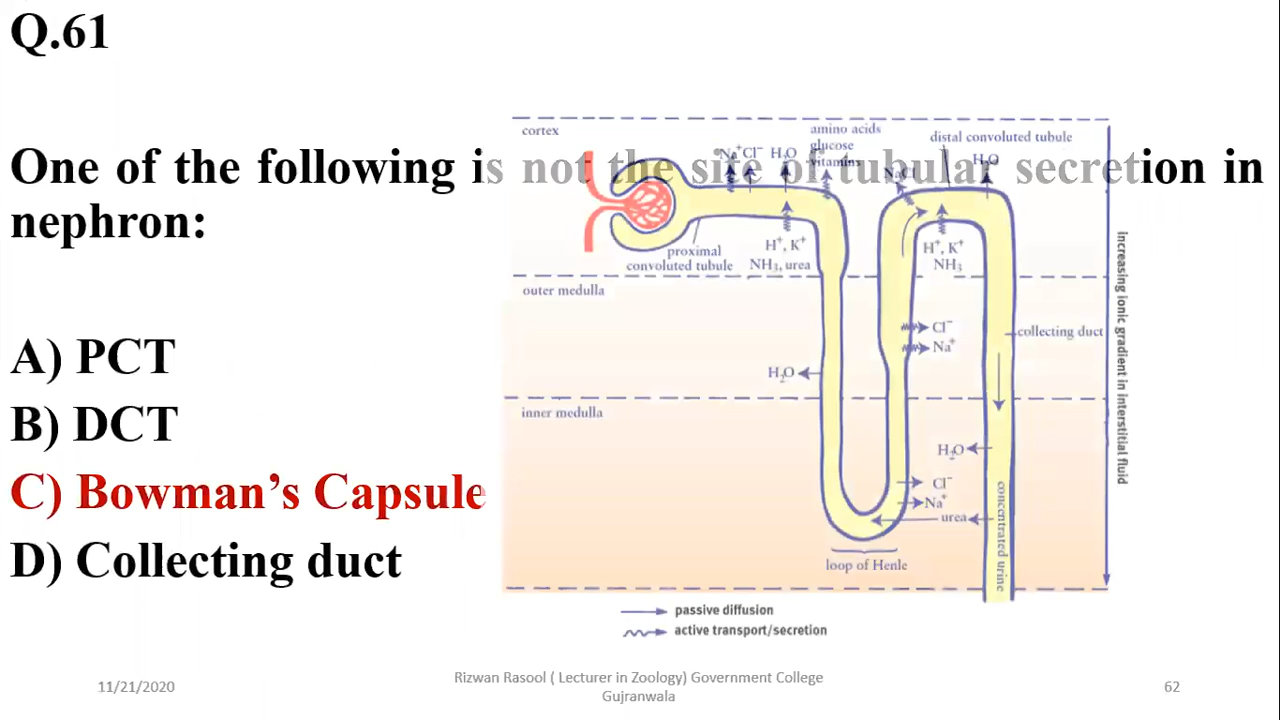 Q.61
One of the following is not the site of tubular secretion in
nephron:
A) PCT
B) DCT
C) Bowman’s Capsule
D) Collecting duct
cortex
Na⁺
Cl⁻
H₂O
amino acids
glucose
vitamins
distal convoluted tubule
NaCl
H₂O
proximal
convoluted tubule
H⁺, K⁺
NH₃, urea
H⁺, K⁺
NH₃
outer medulla
Cl⁻
Na⁺
collecting duct
H₂O
inner medulla
H₂O
Cl⁻
Na⁺
urea
concentrated urine
loop of Henle
increasing ionic gradient in interstitial fluid
passive diffusion
active transport/secretion
11/21/2020
Rizwan Rasool ( Lecturer in Zoology) Government College
Gujranwala
62